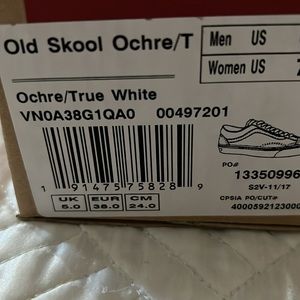 Old Skool Ochre/T
Men US
Women US
Ochre/True White
VN0A38G1QA0 00497201
PO#
13350996
S2V-11/17
CPSIA PO/CUT#
4000592123000
1 91475 75828 9
UK EUR CM
5.0 38.0 24.0